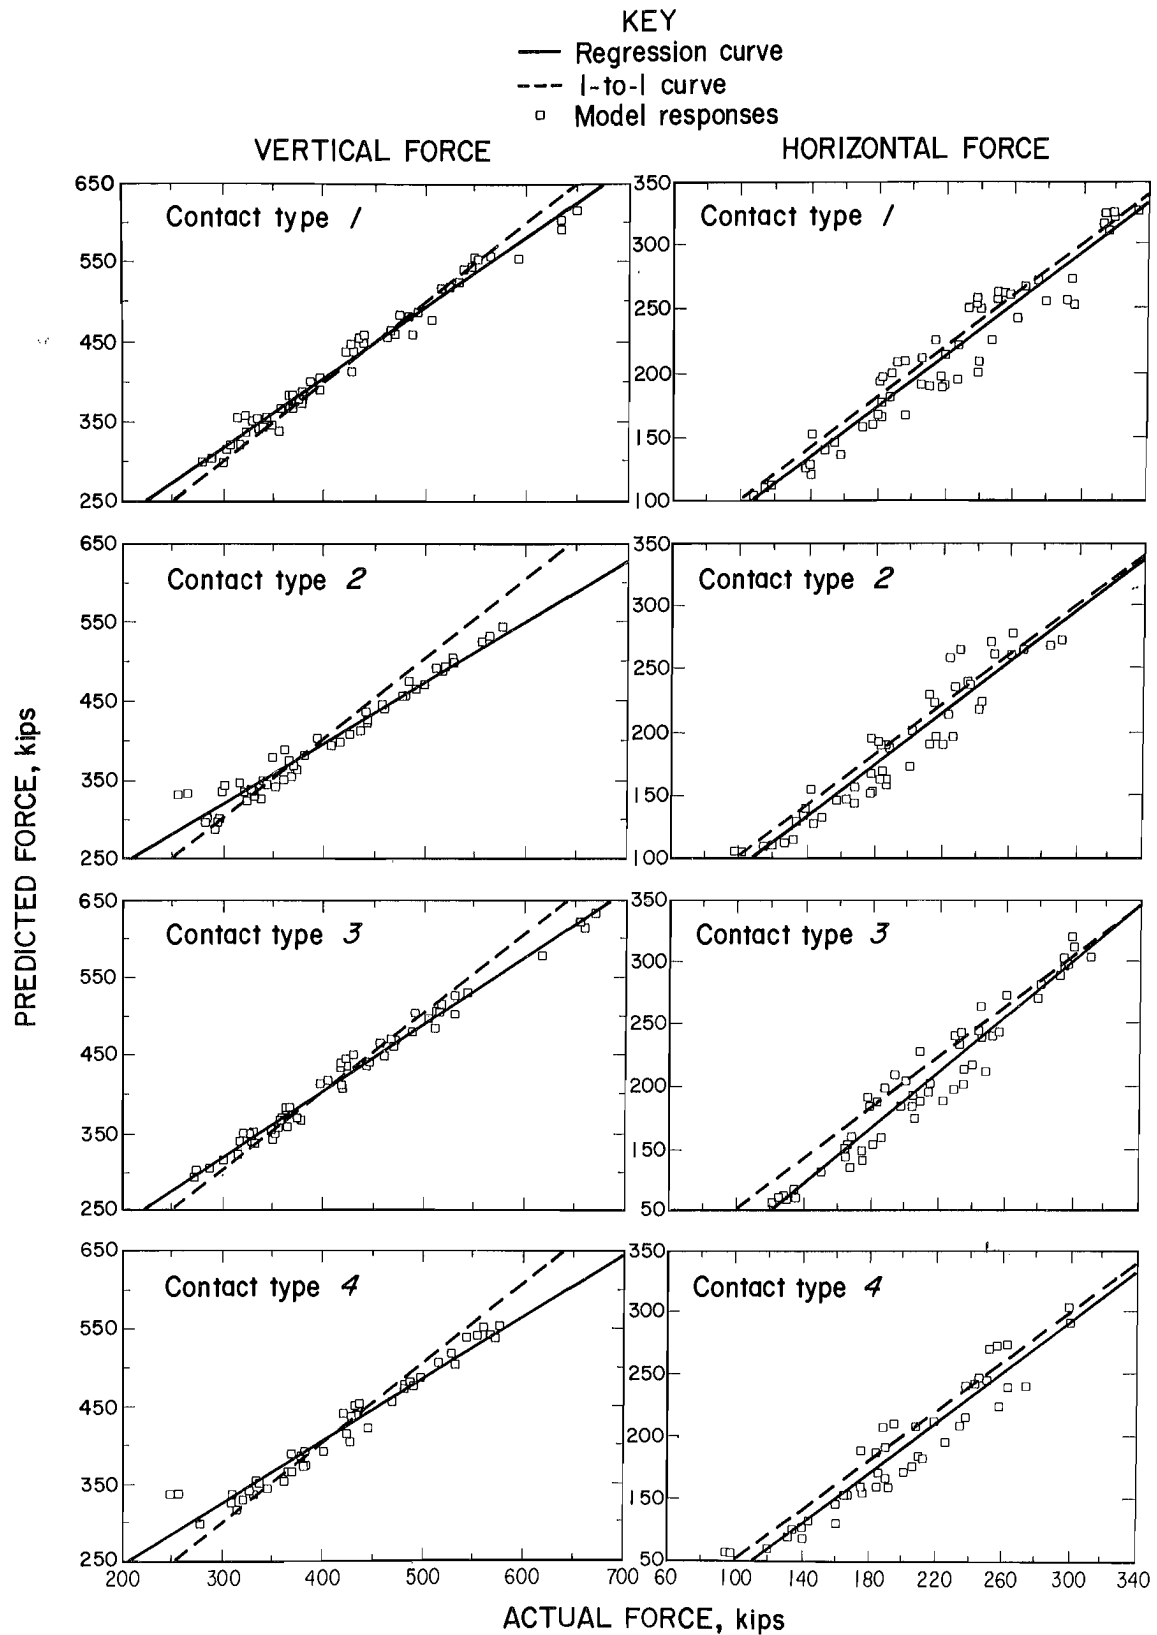 KEY
Regression curve
1-to-1 curve
Model responses
VERTICAL FORCE
HORIZONTAL FORCE
PREDICTED FORCE, kips
Contact type 1
650
550
450
350
250
Contact type 1
350
300
250
200
150
100
Contact type 2
650
550
450
350
250
Contact type 2
350
300
250
200
150
100
Contact type 3
650
550
450
350
250
Contact type 3
350
300
250
200
150
50
Contact type 4
650
550
450
350
250
200 300 400 500 600 700
Contact type 4
350
300
250
200
150
50
60 100 140 180 220 260 300 340
ACTUAL FORCE, kips